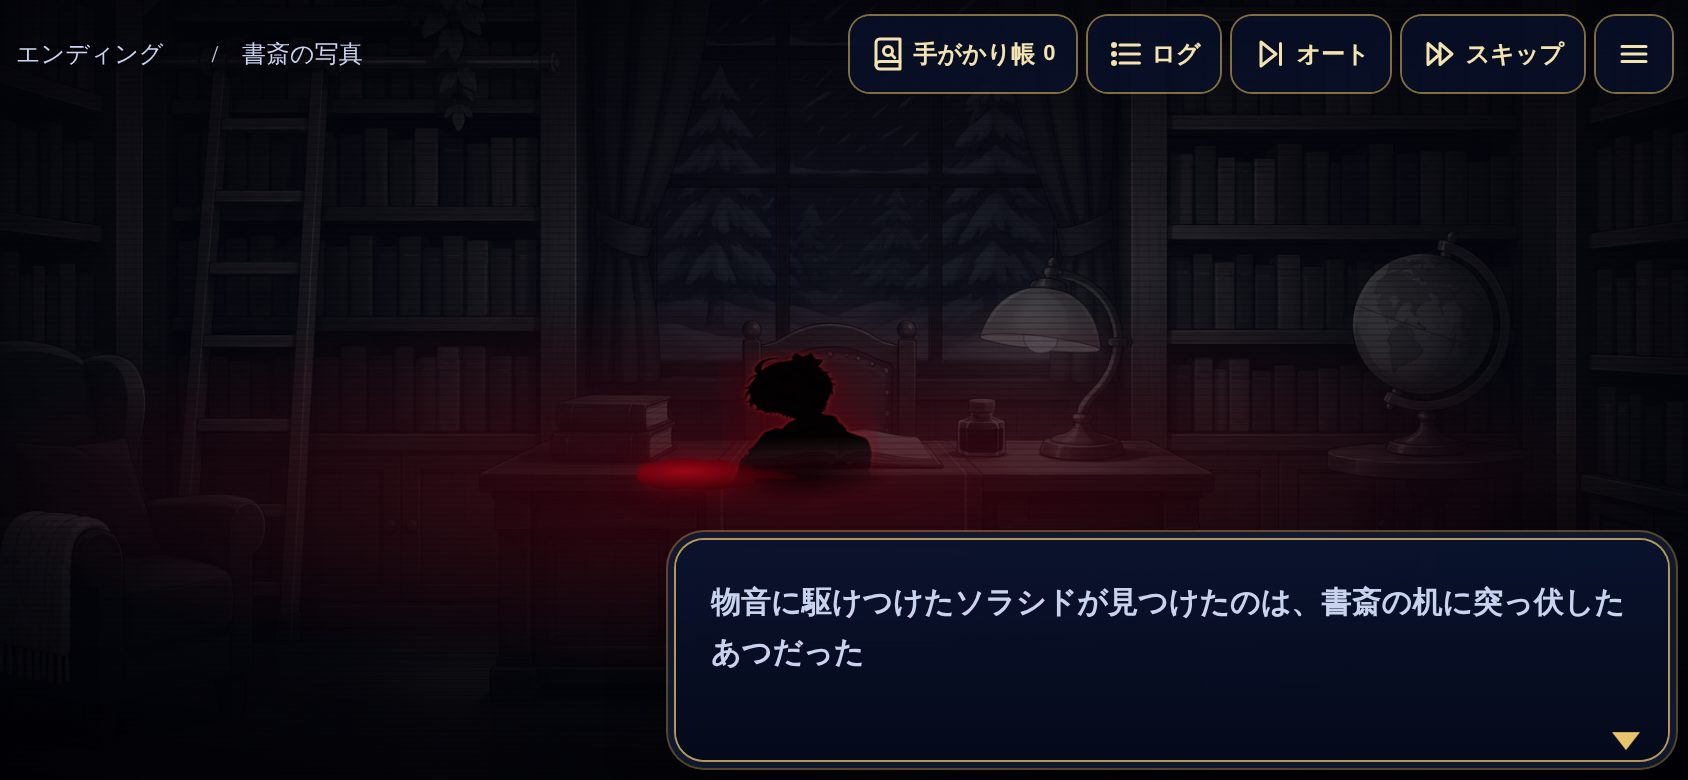 エンディング / 書斎の写真
手がかり帳 0
ログ
オート
スキップ
物音に駆けつけたソラシドが見つけたのは、書斎の机に突っ伏した
あつだった